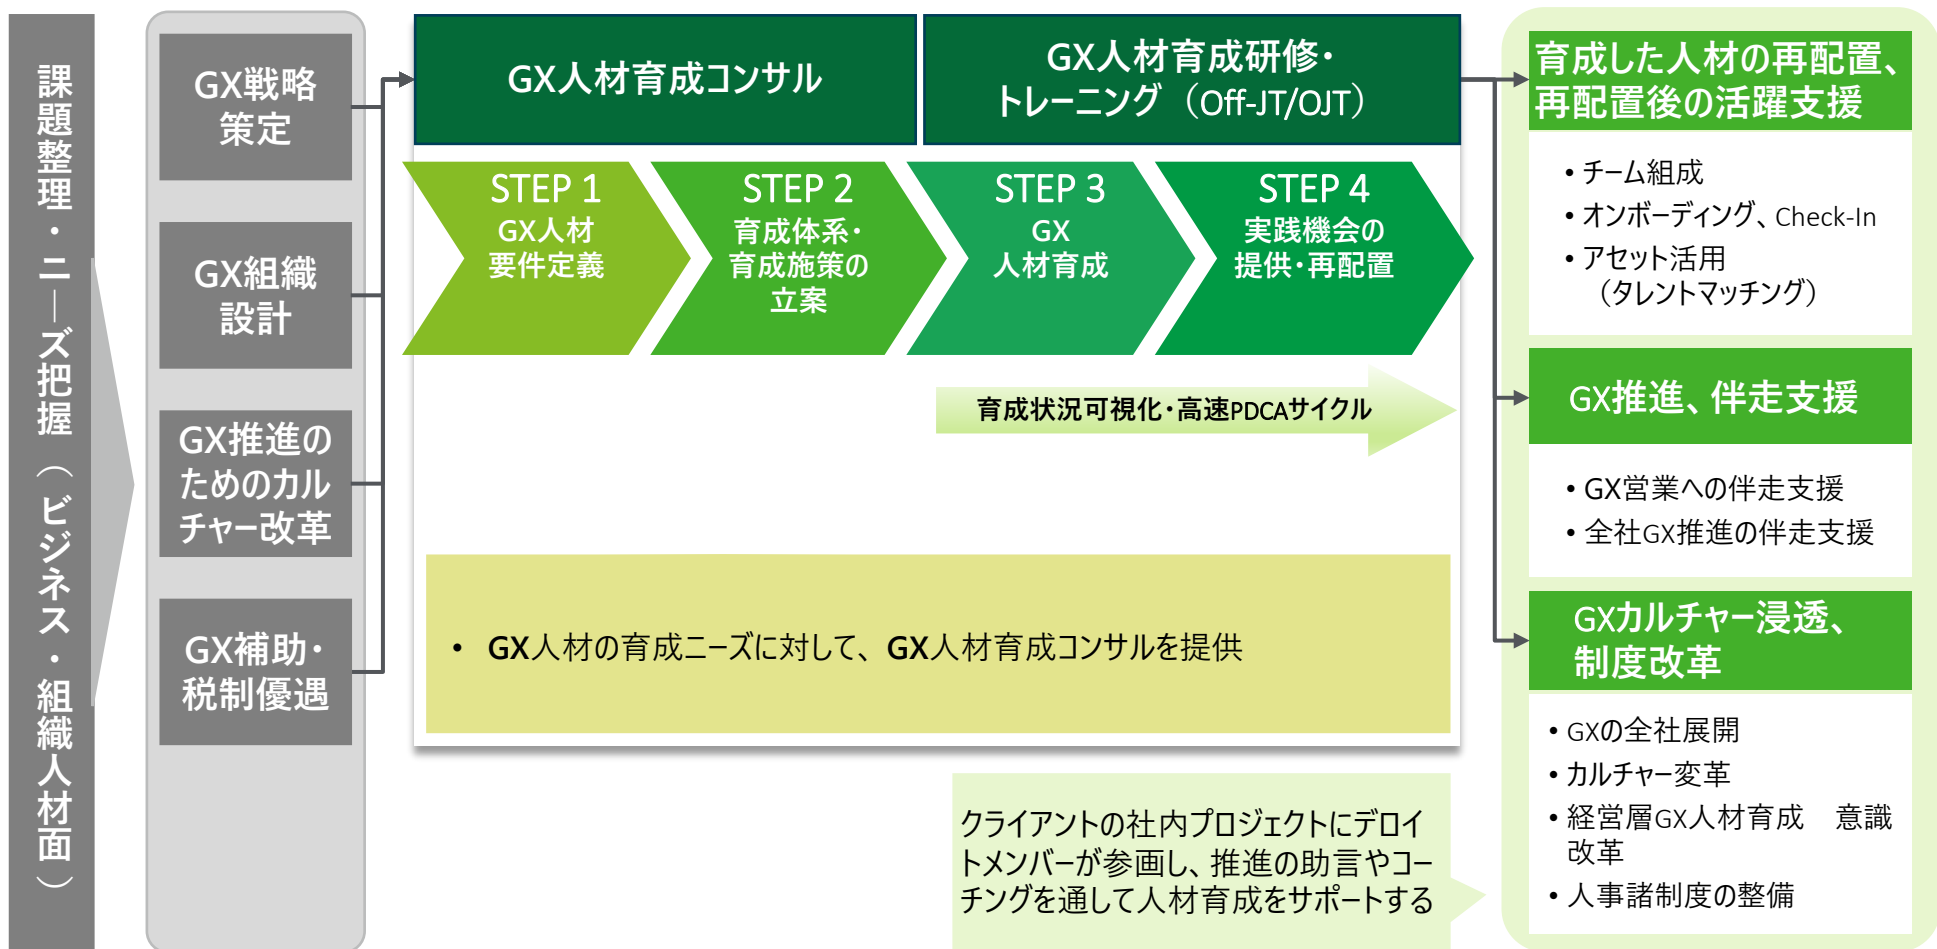 課題整理・ニーズ把握（ビジネス・組織人材面）
GX戦略
策定
GX組織
設計
GX推進の
ためのカル
チャー改革
GX補助・
税制優遇
GX人材育成コンサル
GX人材育成研修・
トレーニング（Off-JT/OJT）
STEP 1
GX人材
要件定義
STEP 2
育成体系・
育成施策の
立案
STEP 3
GX
人材育成
STEP 4
実践機会の
提供・再配置
育成状況可視化・高速PDCAサイクル
• GX人材の育成ニーズに対して、GX人材育成コンサルを提供
クライアントの社内プロジェクトにデロイ
トメンバーが参画し、推進の助言やコー
チングを通して人材育成をサポートする
育成した人材の再配置、
再配置後の活躍支援
• チーム組成
• オンボーディング、Check-In
• アセット活用
（タレントマッチング）
GX推進、伴走支援
• GX営業への伴走支援
• 全社GX推進の伴走支援
GXカルチャー浸透、
制度改革
• GXの全社展開
• カルチャー変革
• 経営層GX人材育成　意識
改革
• 人事諸制度の整備